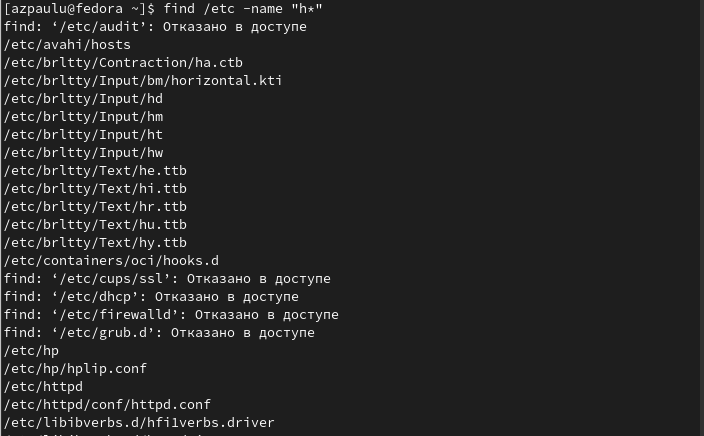 [azpaulu@fedora ~]$ find /etc -name "h*"
find: ‘/etc/audit’: Отказано в доступе
/etc/avahi/hosts
/etc/brltty/Contraction/ha.ctb
/etc/brltty/Input/bm/horizontal.kti
/etc/brltty/Input/hd
/etc/brltty/Input/hm
/etc/brltty/Input/ht
/etc/brltty/Input/hw
/etc/brltty/Text/he.ttb
/etc/brltty/Text/hi.ttb
/etc/brltty/Text/hr.ttb
/etc/brltty/Text/hu.ttb
/etc/brltty/Text/hy.ttb
/etc/containers/oci/hooks.d
find: ‘/etc/cups/ssl’: Отказано в доступе
find: ‘/etc/dhcp’: Отказано в доступе
find: ‘/etc/firewalld’: Отказано в доступе
find: ‘/etc/grub.d’: Отказано в доступе
/etc/hp
/etc/hp/hplip.conf
/etc/httpd
/etc/httpd/conf/httpd.conf
/etc/libibverbs.d/hfi1verbs.driver